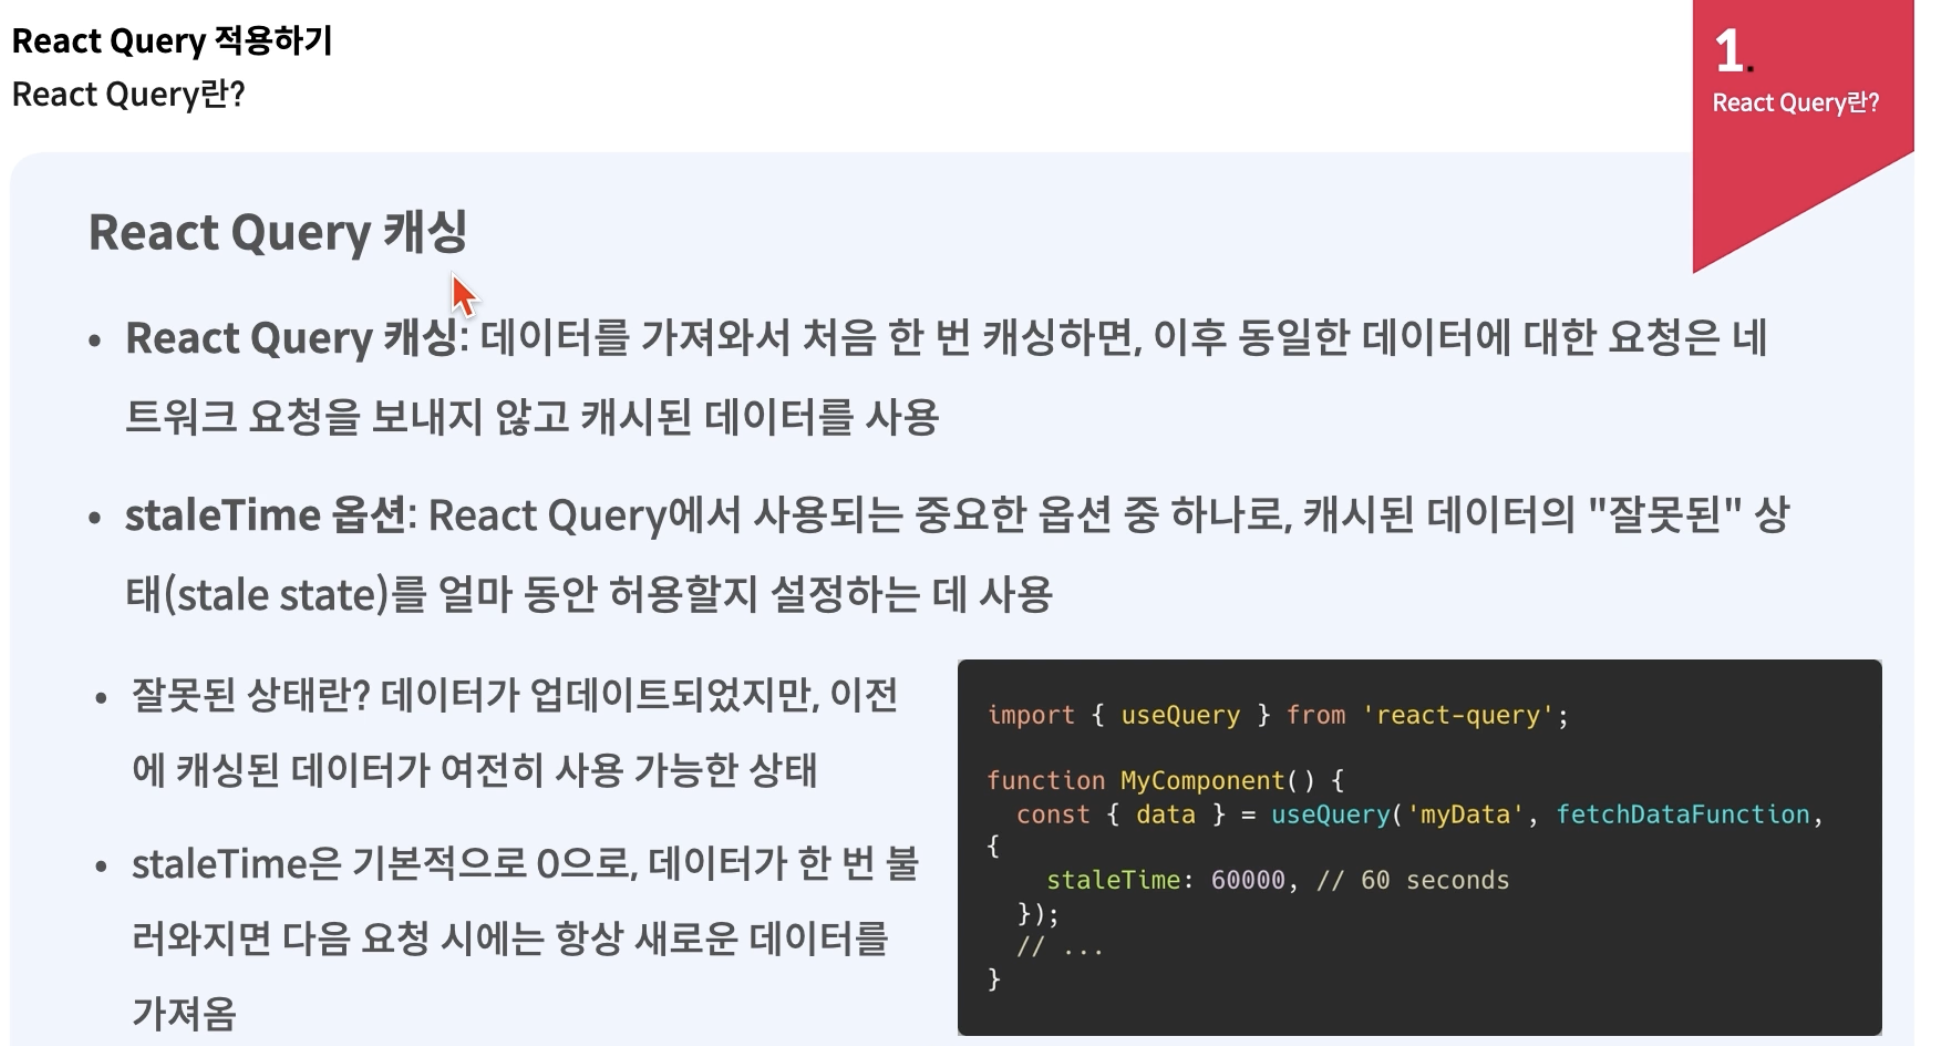 React Query 적용하기
React Query란?
1.
React Query란?
React Query 캐싱
• React Query 캐싱: 데이터를 가져와서 처음 한 번 캐싱하면, 이후 동일한 데이터에 대한 요청은 네
트워크 요청을 보내지 않고 캐시된 데이터를 사용
• staleTime 옵션: React Query에서 사용되는 중요한 옵션 중 하나로, 캐시된 데이터의 "잘못된" 상
태(stale state)를 얼마 동안 허용할지 설정하는 데 사용
• 잘못된 상태란? 데이터가 업데이트되었지만, 이전
에 캐싱된 데이터가 여전히 사용 가능한 상태
• staleTime은 기본적으로 0으로, 데이터가 한 번 불
러와지면 다음 요청 시에는 항상 새로운 데이터를
가져옴
import { useQuery } from 'react-query';
function MyComponent() {
  const { data } = useQuery('myData', fetchDataFunction,
{
    staleTime: 60000, // 60 seconds
  });
  // ...
}